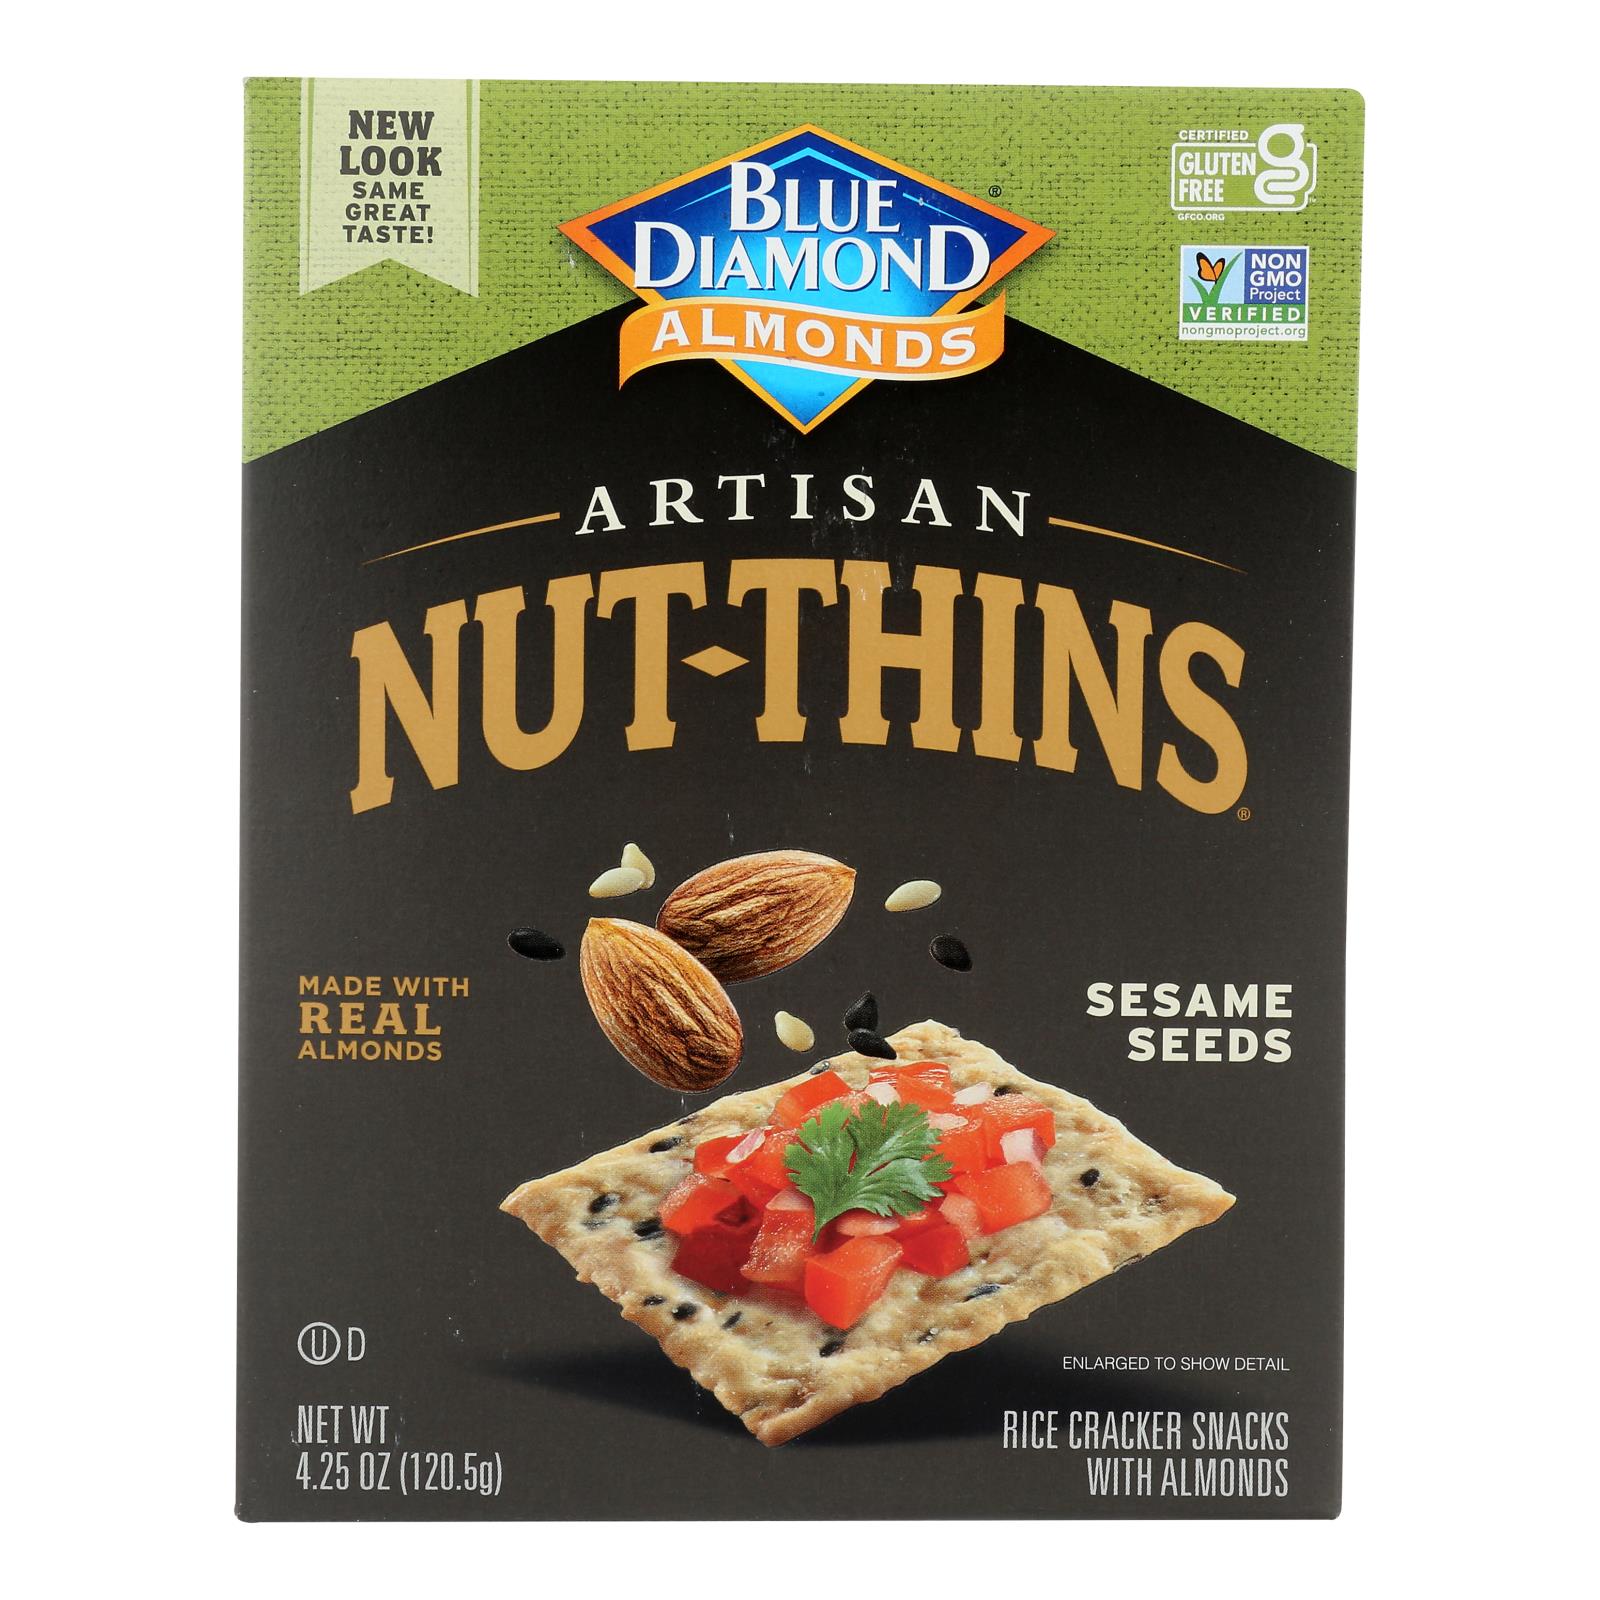 NEW
LOOK
SAME
GREAT
TASTE!
BLUE
DIAMOND®
ALMONDS
CERTIFIED
GLUTEN
FREE
GFCO.ORG
NON
GMO
Project
VERIFIED
nongmoproject.org
ARTISAN
NUT-THINS®
MADE WITH
REAL
ALMONDS
SESAME
SEEDS
U D
ENLARGED TO SHOW DETAIL
NET WT
4.25 OZ (120.5g)
RICE CRACKER SNACKS
WITH ALMONDS